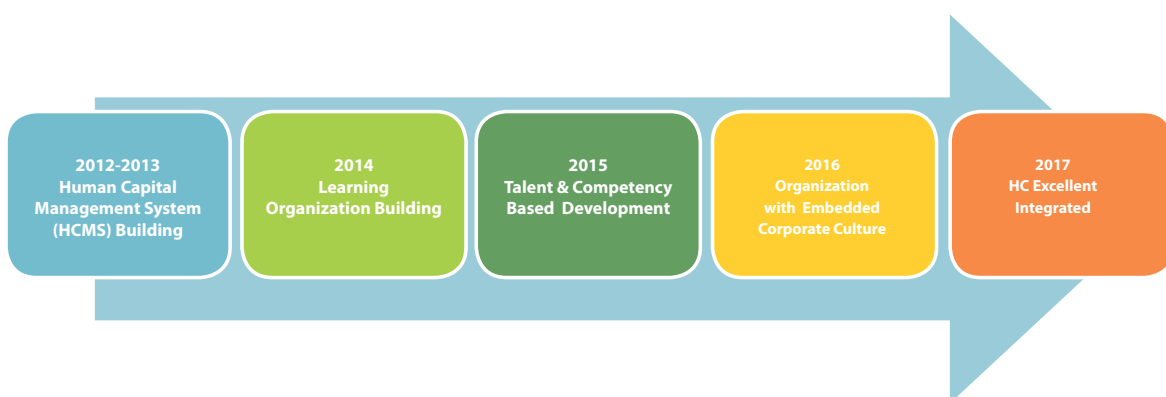 2012-2013
Human Capital
Management System
(HCMS) Building
2014
Learning
Organization Building
2015
Talent & Competency
Based Development
2016
Organization
with Embedded
Corporate Culture
2017
HC Excellent
Integrated